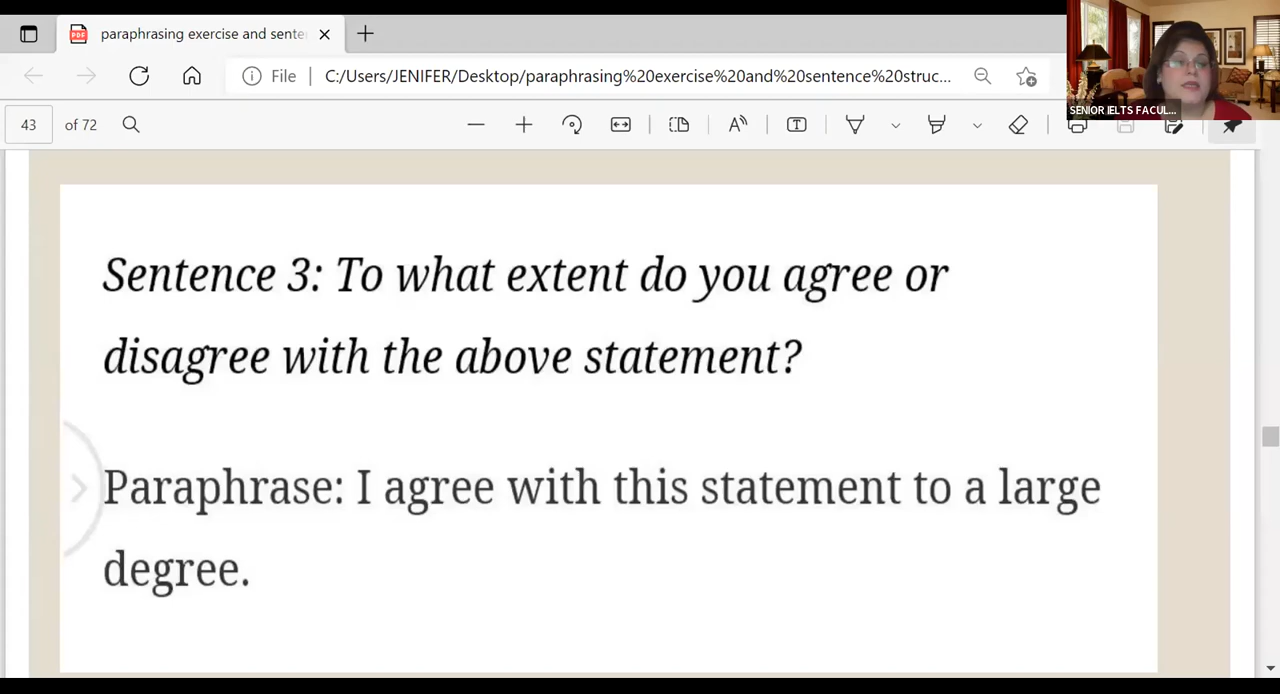 paraphrasing exercise and sente
File
C:/Users/JENIFER/Desktop/paraphrasing%20exercise%20and%20sentence%20struc...
SENIOR IELTS FACUL...
43 of 72
Sentence 3: To what extent do you agree or
disagree with the above statement?
Paraphrase: I agree with this statement to a large
degree.